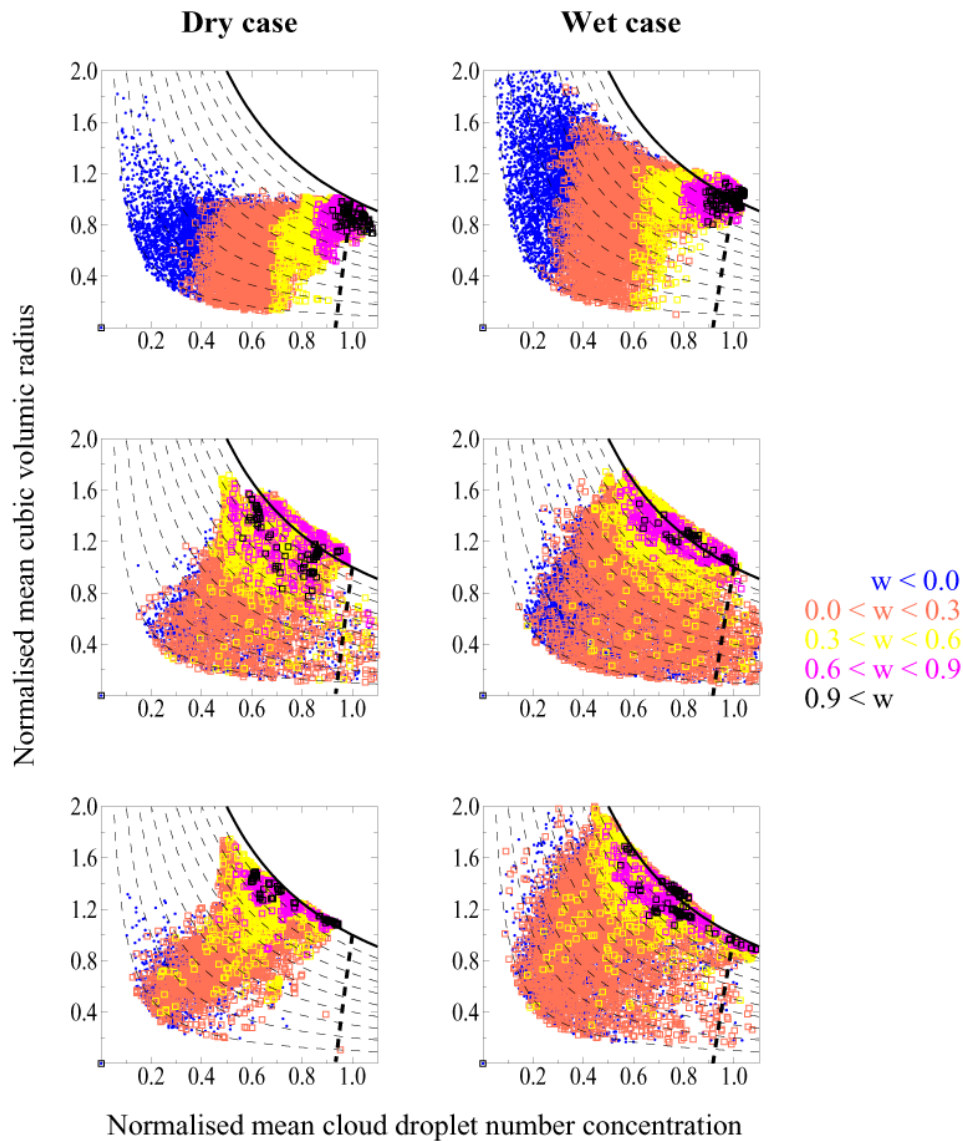 Dry case
Wet case
2.0
1.6
1.2
0.8
0.4
0.2 0.4 0.6 0.8 1.0
2.0
1.6
1.2
0.8
0.4
0.2 0.4 0.6 0.8 1.0
Normalised mean cubic volumic radius
2.0
1.6
1.2
0.8
0.4
0.2 0.4 0.6 0.8 1.0
2.0
1.6
1.2
0.8
0.4
0.2 0.4 0.6 0.8 1.0
w < 0.0
0.0 < w < 0.3
0.3 < w < 0.6
0.6 < w < 0.9
0.9 < w
2.0
1.6
1.2
0.8
0.4
0.2 0.4 0.6 0.8 1.0
2.0
1.6
1.2
0.8
0.4
0.2 0.4 0.6 0.8 1.0
Normalised mean cloud droplet number concentration